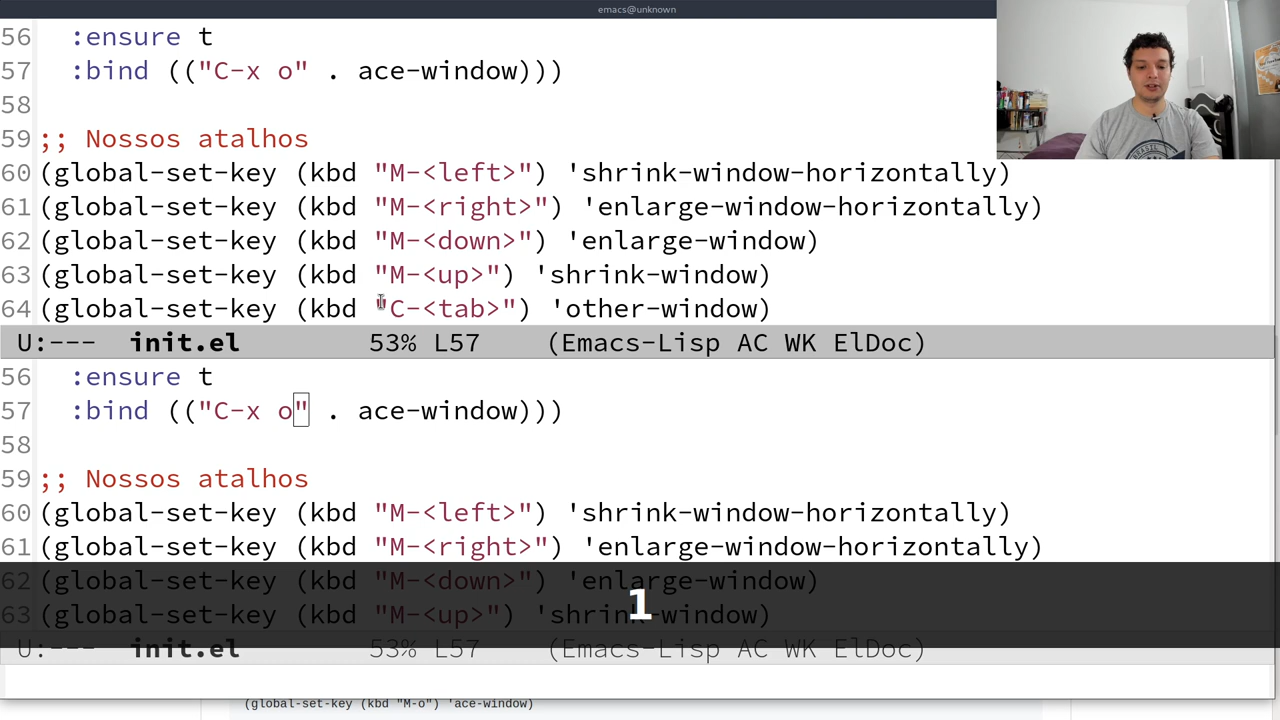 emacs@unknown
56 :ensure t
57 :bind (("C-x o" . ace-window)))
58
59 ;; Nossos atalhos
60 (global-set-key (kbd "M-<left>") 'shrink-window-horizontally)
61 (global-set-key (kbd "M-<right>") 'enlarge-window-horizontally)
62 (global-set-key (kbd "M-<down>") 'enlarge-window)
63 (global-set-key (kbd "M-<up>") 'shrink-window)
64 (global-set-key (kbd "C-<tab>") 'other-window)
U:--- init.el 53% L57 (Emacs-Lisp AC WK ElDoc)
56 :ensure t
57 :bind (("C-x o" . ace-window)))
58
59 ;; Nossos atalhos
60 (global-set-key (kbd "M-<left>") 'shrink-window-horizontally)
61 (global-set-key (kbd "M-<right>") 'enlarge-window-horizontally)
62 (global-set-key (kbd "M-<down>") 'enlarge-window)
1
63 (global-set-key (kbd "M-<up>") 'shrink-window)
U:--- init.el 53% L57 (Emacs-Lisp AC WK ElDoc)
(global-set-key (kbd "M-o") 'ace-window)